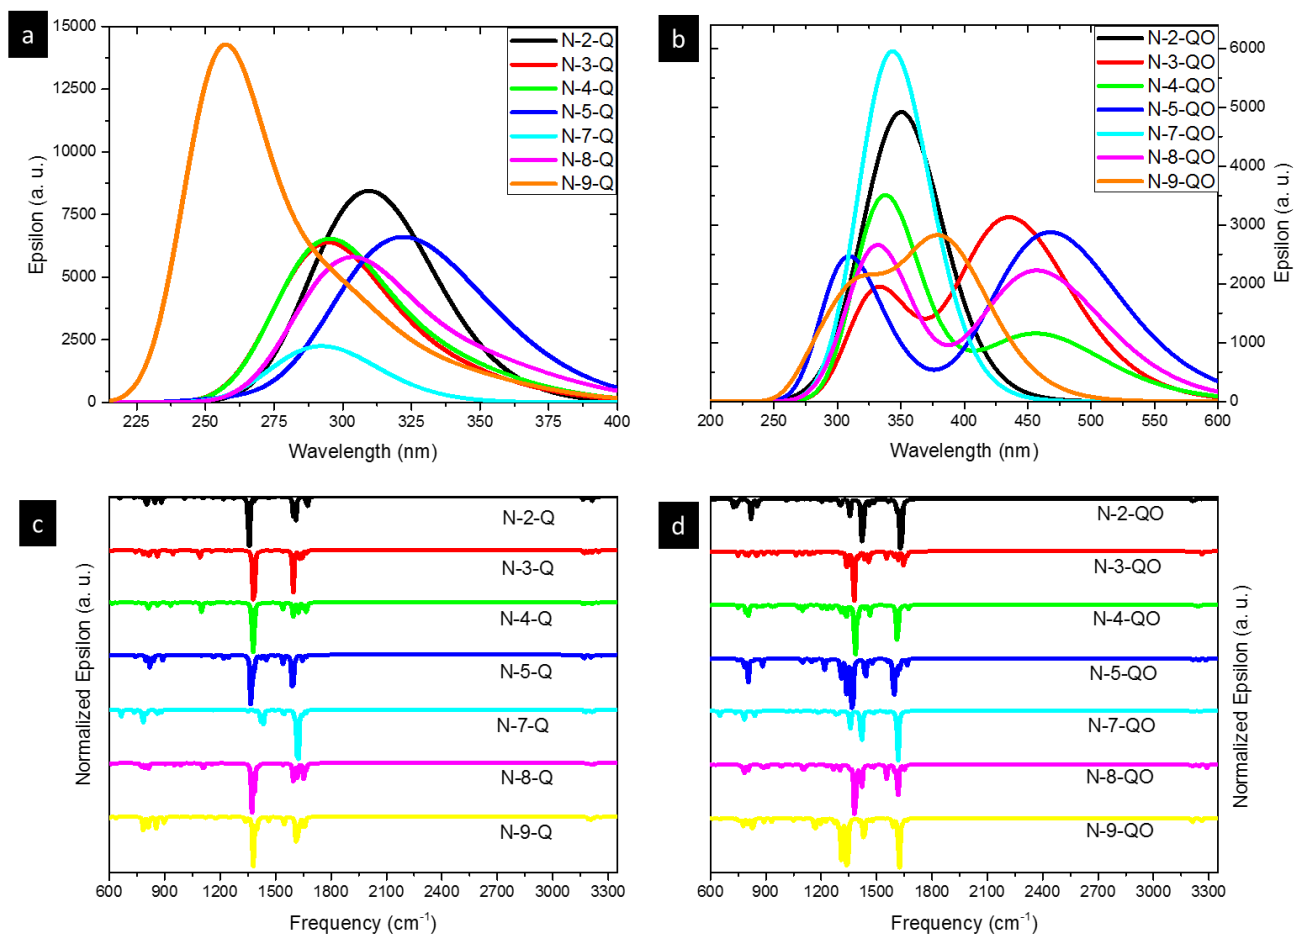 a
15000
12500
10000
7500
5000
2500
0
Epsilon (a. u.)
225 250 275 300 325 350 375 400
Wavelength (nm)
N-2-Q
N-3-Q
N-4-Q
N-5-Q
N-7-Q
N-8-Q
N-9-Q
b
N-2-QO
N-3-QO
N-4-QO
N-5-QO
N-7-QO
N-8-QO
N-9-QO
6000
5000
4000
3000
2000
1000
0
Epsilon (a. u.)
200 250 300 350 400 450 500 550 600
Wavelength (nm)
c
Normalized Epsilon (a. u.)
N-2-Q
N-3-Q
N-4-Q
N-5-Q
N-7-Q
N-8-Q
N-9-Q
600 900 1200 1500 1800 2100 2400 2700 3000 3300
Frequency (cm⁻¹)
d
N-2-QO
N-3-QO
N-4-QO
N-5-QO
N-7-QO
N-8-QO
N-9-QO
Normalized Epsilon (a. u.)
600 900 1200 1500 1800 2100 2400 2700 3000 3300
Frequency (cm⁻¹)